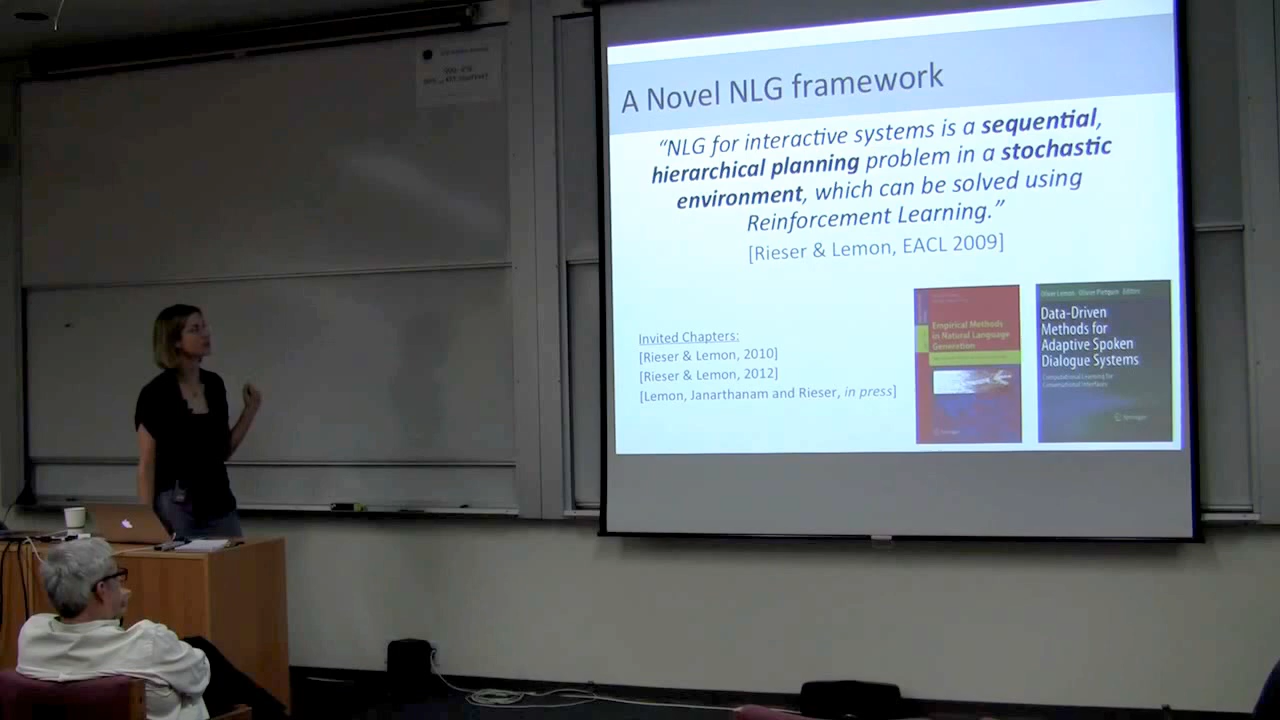 A Novel NLG framework
“NLG for interactive systems is a sequential,
hierarchical planning problem in a stochastic
environment, which can be solved using
Reinforcement Learning.”
[Rieser & Lemon, EACL 2009]
Invited Chapters:
[Rieser & Lemon, 2010]
[Rieser & Lemon, 2012]
[Lemon, Janarthanam and Rieser, in press]
Empirical Methods
in Natural Language
Generation
Springer
Oliver Lemon · Olivier Pietquin Editors
Data-Driven
Methods for
Adaptive Spoken
Dialogue Systems
Computational Learning for
Conversational Interfaces
Springer